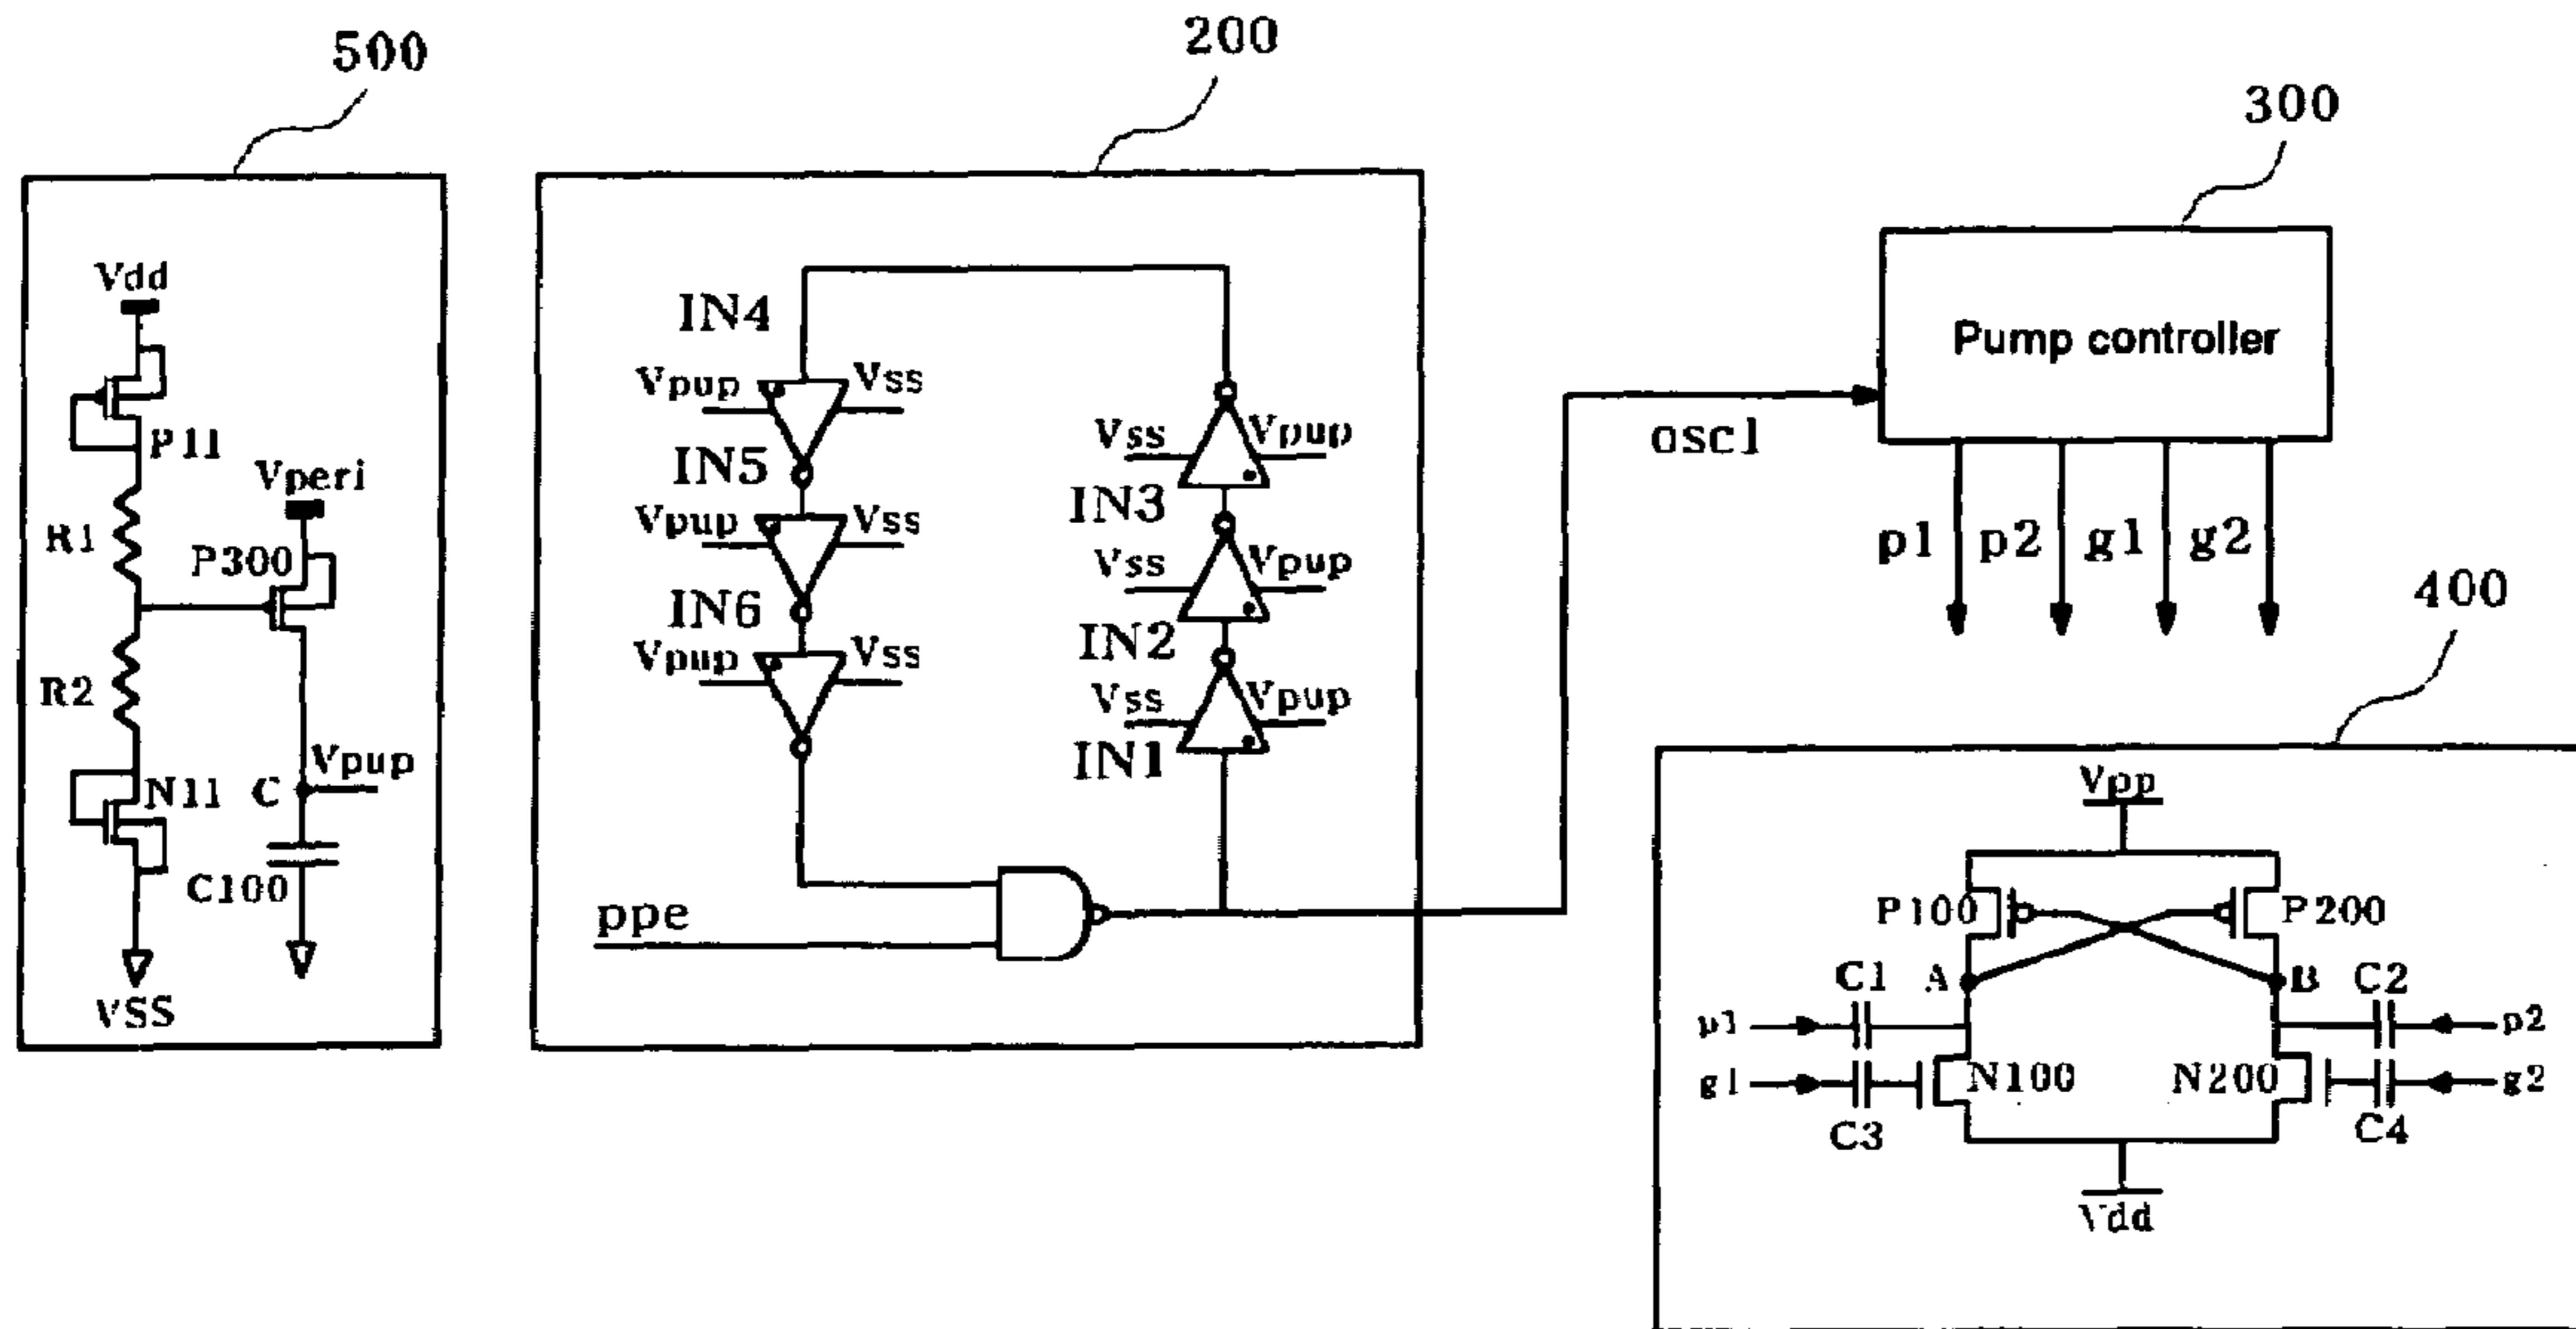 500
200
300
Vdd
P11
R1
Vperi
P300
R2
Vpup
N11
C
C100
VSS
IN4
Vpup
Vss
IN5
Vpup
Vss
IN6
Vpup
Vss
Vss
Vpup
IN3
Vss
Vpup
IN2
Vss
Vpup
IN1
ppe
osc1
Pump controller
p1
p2
g1
g2
400
Vpp
P100
P200
C1
A
B
C2
p1
p2
g1
N100
N200
g2
C3
C4
Vdd